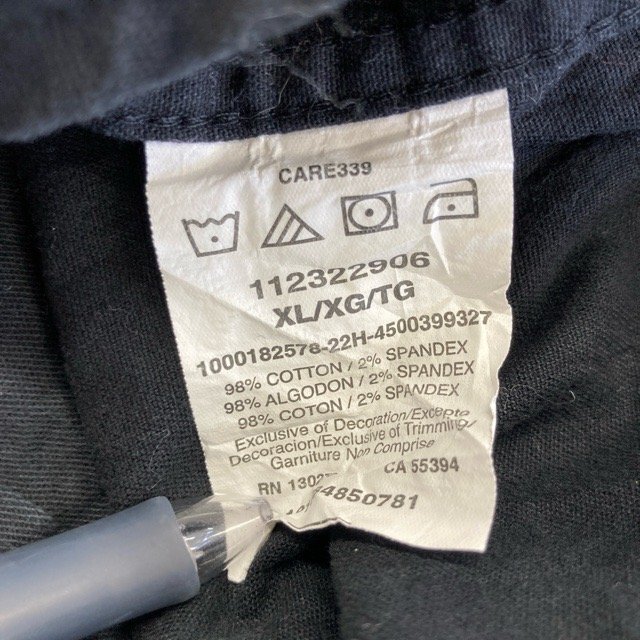 CARE339
112322906
XL/XG/TG
1000182578-22H-4500399327
98% COTTON / 2% SPANDEX
98% ALGODON / 2% SPANDEX
98% COTON / 2% SPANDEX
Exclusive of Decoration/Excepto
Decoracion/Exclusive of Trimming/
Garniture Non Comprise
RN CA 55394
4850781